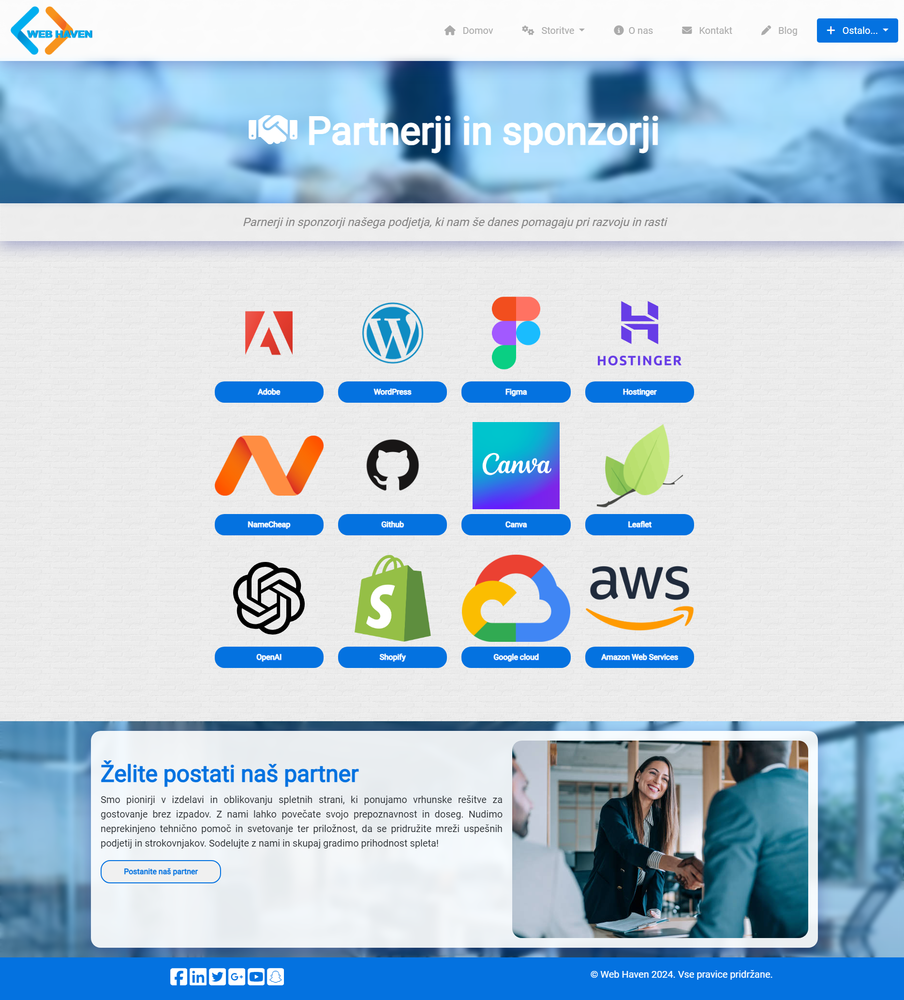 WEB HAVEN
Domov
Storitve
O nas
Kontakt
Blog
Ostalo...
Partnerji in sponzorji
Parnerji in sponzorji našega podjetja, ki nam še danes pomagaju pri razvoju in rasti
HOSTINGER
Adobe
WordPress
Figma
Hostinger
Canva
NameCheap
Github
Canva
Leaflet
aws
OpenAI
Shopify
Google cloud
Amazon Web Services
Želite postati naš partner
Smo pionirji v izdelavi in oblikovanju spletnih strani, ki ponujamo vrhunske rešitve za
gostovanje brez izpadov. Z nami lahko povečate svojo prepoznavnost in doseg. Nudimo
neprekinjeno tehnično pomoč in svetovanje ter priložnost, da se pridružite mreži uspešnih
podjetij in strokovnjakov. Sodelujte z nami in skupaj gradimo prihodnost spleta!
Postanite naš partner
© Web Haven 2024. Vse pravice pridržane.